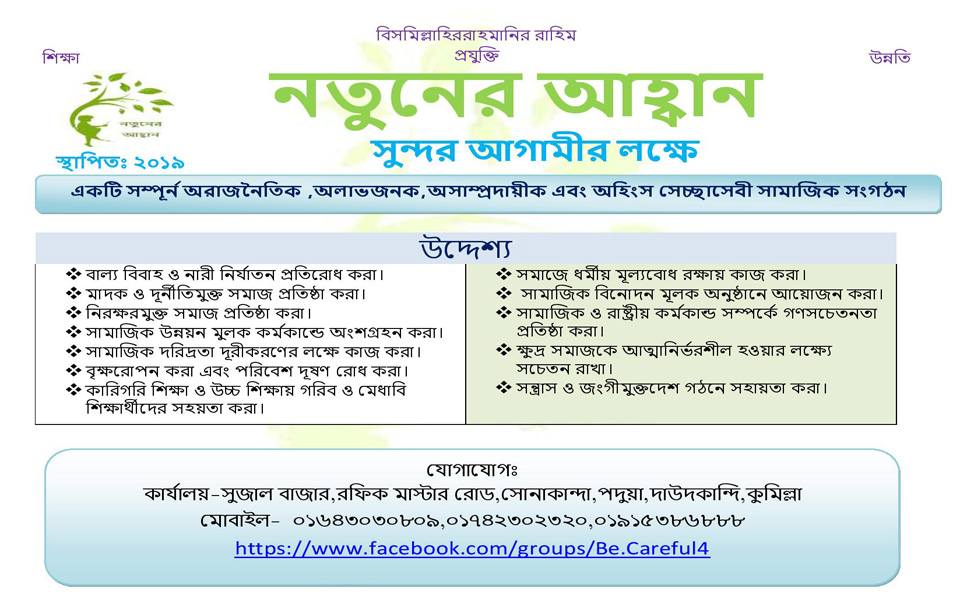 বিসমিল্লাহিররাহমানির রাহিম
শিক্ষা
প্রযুক্তি
উন্নতি
নতুনের আহ্বান
নতুনের
আহ্বান
সুন্দর আগামীর লক্ষে
স্থাপিতঃ ২০১৯
একটি সম্পূর্ন অরাজনৈতিক ,অলাভজনক,অসাম্প্রদায়ীক এবং অহিংস সেচ্ছাসেবী সামাজিক সংগঠন
উদ্দেশ্য
❖ বাল্য বিবাহ ও নারী নির্যাতন প্রতিরোধ করা।
❖ মাদক ও দূর্নীতিমুক্ত সমাজ প্রতিষ্ঠা করা।
❖ নিরক্ষরমুক্ত সমাজ প্রতিষ্ঠা করা।
❖ সামাজিক উন্নয়ন মুলক কর্মকান্ডে অংশগ্রহন করা।
❖ সামাজিক দরিদ্রতা দূরীকরণের লক্ষে কাজ করা।
❖ বৃক্ষরোপন করা এবং পরিবেশ দূষণ রোধ করা।
❖ কারিগরি শিক্ষা ও উচ্চ শিক্ষায় গরিব ও মেধাবি
শিক্ষার্থীদের সহয়তা করা।
❖ সমাজে ধর্মীয় মূল্যবোধ রক্ষায় কাজ করা।
❖ সামাজিক বিনোদন মূলক অনুষ্ঠানে আয়োজন করা।
❖ সামাজিক ও রাষ্ট্রীয় কর্মকান্ড সম্পর্কে গণসচেতনতা
প্রতিষ্ঠা করা।
❖ ক্ষুদ্র সমাজকে আত্মানির্ভরশীল হওয়ার লক্ষ্যে
সচেতন রাখা।
❖ সন্ত্রাস ও জংগীমুক্তদেশ গঠনে সহায়তা করা।
যোগাযোগঃ
কার্যালয়-সুজাল বাজার,রফিক মাস্টার রোড,সোনাকান্দা,পদুয়া,দাউদকান্দি,কুমিল্লা
মোবাইল- ০১৬৪৩০৩০৮০৯,০১৭৪২৩০২৩২০,০১৯১৫৩৮৬৮৮৮
https://www.facebook.com/groups/Be.Careful4